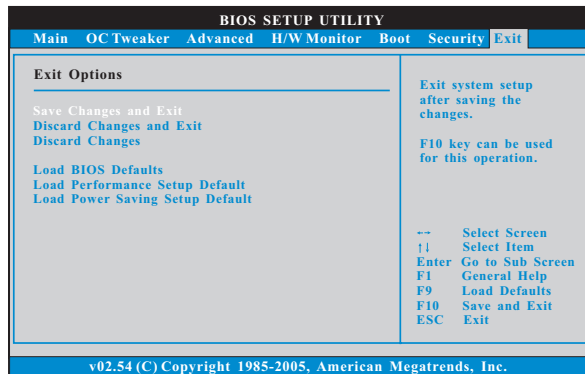 BIOS SETUP UTILITY
Main OC Tweaker Advanced H/W Monitor Boot Security Exit
Exit Options
Save Changes and Exit
Discard Changes and Exit
Discard Changes
Load BIOS Defaults
Load Performance Setup Default
Load Power Saving Setup Default
Exit system setup
after saving the
changes.
F10 key can be used
for this operation.
←→ Select Screen
↑↓ Select Item
Enter Go to Sub Screen
F1 General Help
F9 Load Defaults
F10 Save and Exit
ESC Exit
v02.54 (C) Copyright 1985-2005, American Megatrends, Inc.